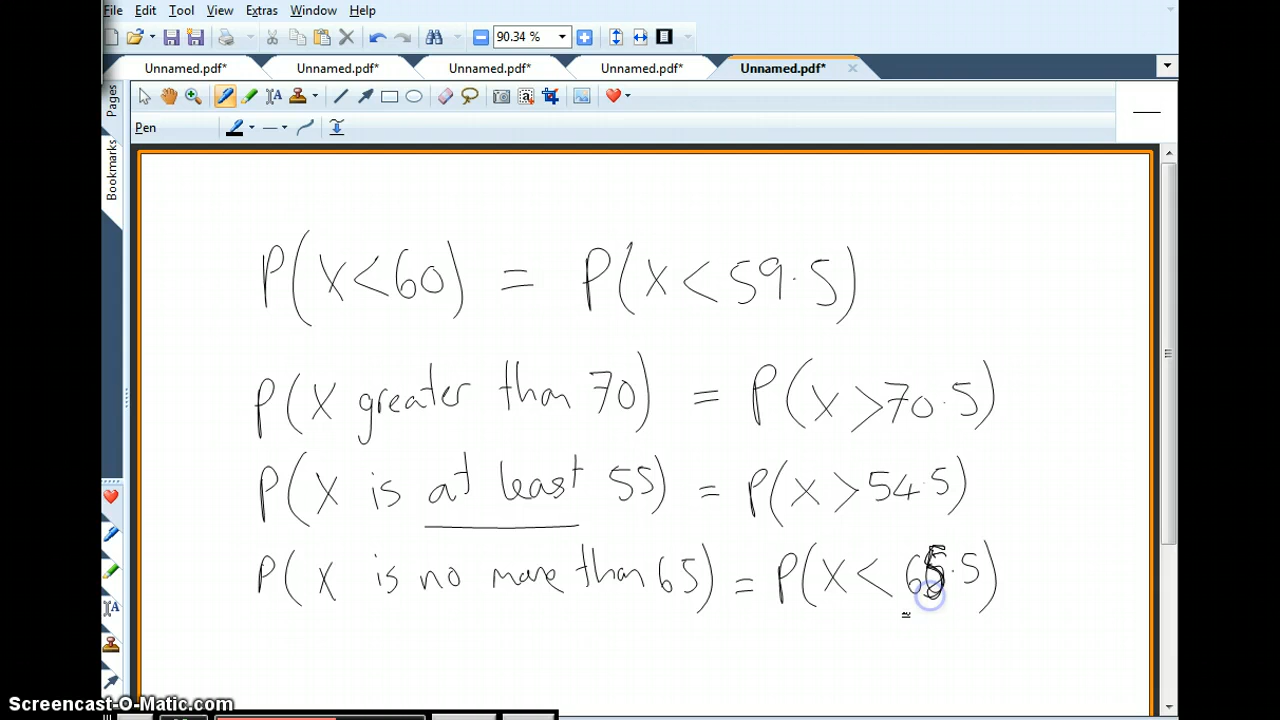 File Edit Tool View Extras Window Help
90.34 %
Unnamed.pdf* Unnamed.pdf* Unnamed.pdf* Unnamed.pdf* Unnamed.pdf*
Pages
Pen
Bookmarks
P(X<60) = P(X<59.5)
P(X greater than 70) = P(X>70.5)
P(X is at least 55) = P(X>54.5)
P(X is no more than 65) = P(X<65.5)
Screencast-O-Matic.com